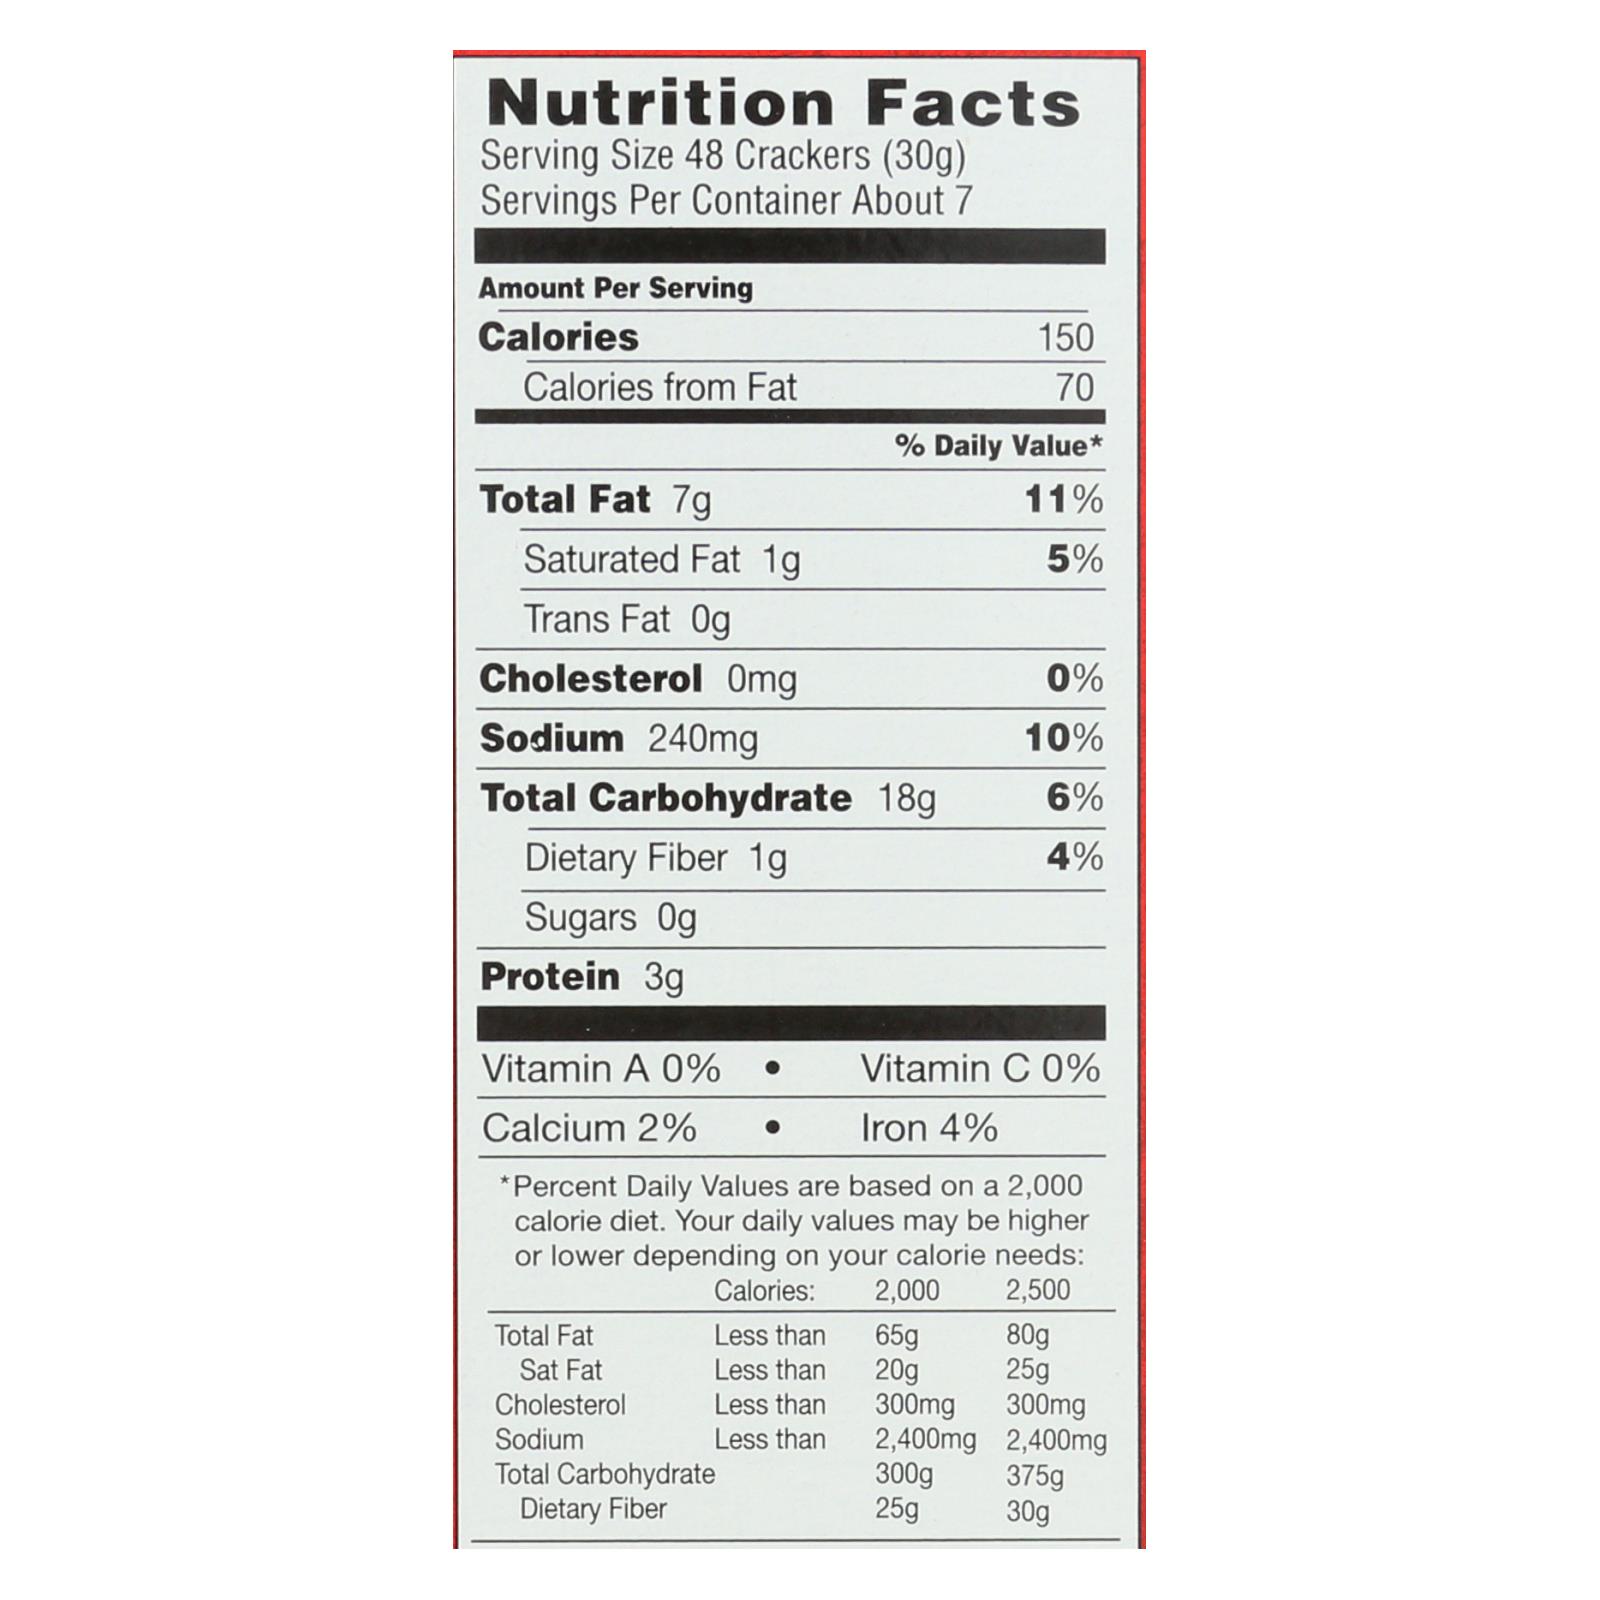 Nutrition Facts
Serving Size 48 Crackers (30g)
Servings Per Container About 7
Amount Per Serving
Calories 150
Calories from Fat 70
% Daily Value*
Total Fat 7g 11%
Saturated Fat 1g 5%
Trans Fat 0g
Cholesterol 0mg 0%
Sodium 240mg 10%
Total Carbohydrate 18g 6%
Dietary Fiber 1g 4%
Sugars 0g
Protein 3g
Vitamin A 0% • Vitamin C 0%
Calcium 2% • Iron 4%
*Percent Daily Values are based on a 2,000
calorie diet. Your daily values may be higher
or lower depending on your calorie needs:
Calories: 2,000 2,500
Total Fat Less than 65g 80g
Sat Fat Less than 20g 25g
Cholesterol Less than 300mg 300mg
Sodium Less than 2,400mg 2,400mg
Total Carbohydrate 300g 375g
Dietary Fiber 25g 30g